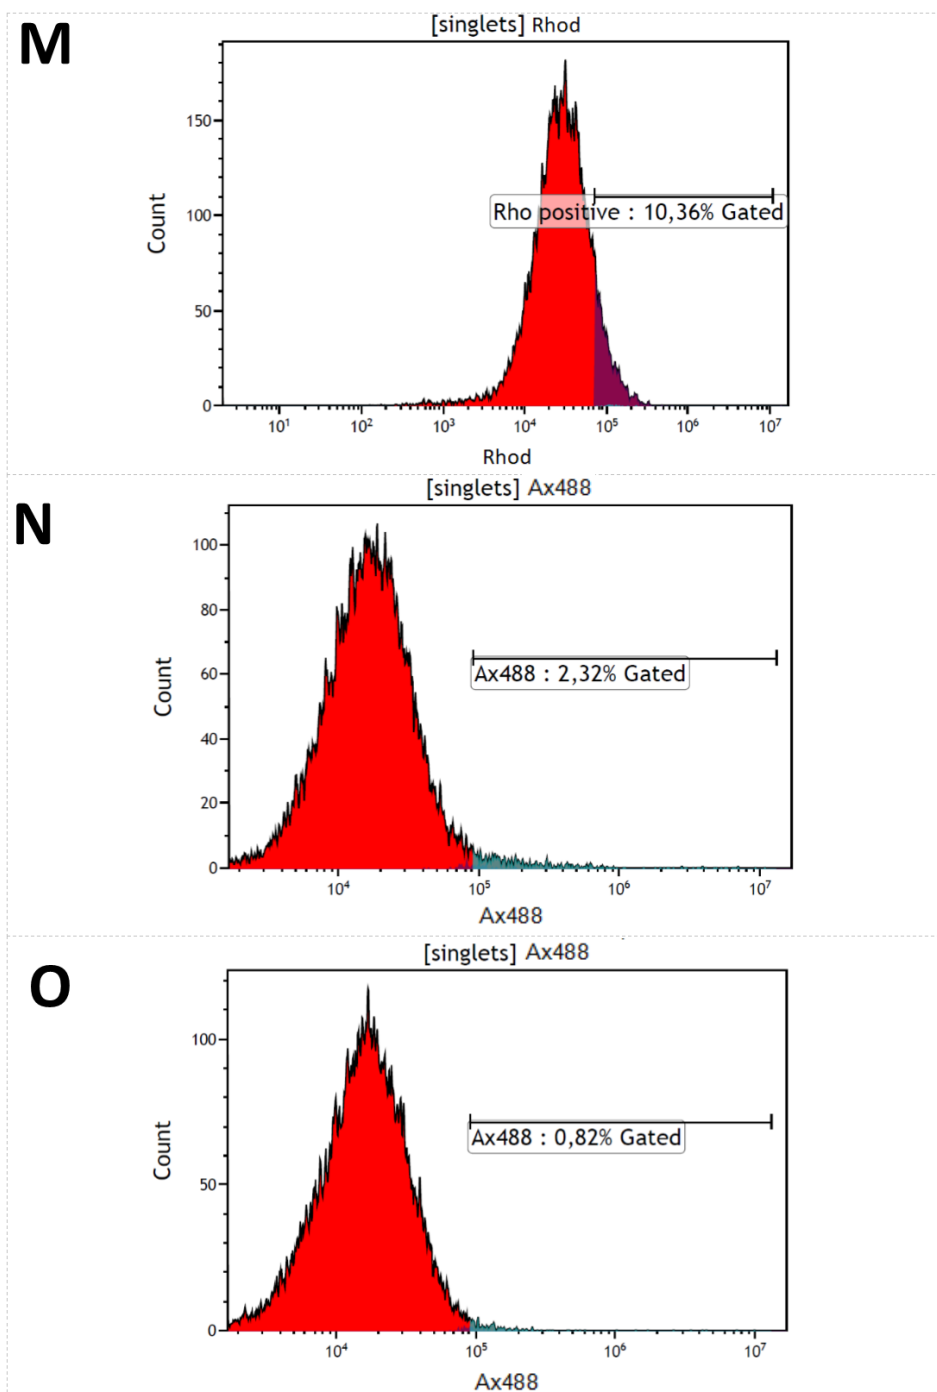 M
[singlets] Rhod
Count
150
100
50
0
Rho positive : 10,36% Gated
10¹ 10² 10³ 10⁴ 10⁵ 10⁶ 10⁷
Rhod
N
[singlets] Ax488
Count
100
80
60
40
20
0
Ax488 : 2,32% Gated
10⁴ 10⁵ 10⁶ 10⁷
Ax488
O
[singlets] Ax488
Count
100
50
0
Ax488 : 0,82% Gated
10⁴ 10⁵ 10⁶ 10⁷
Ax488